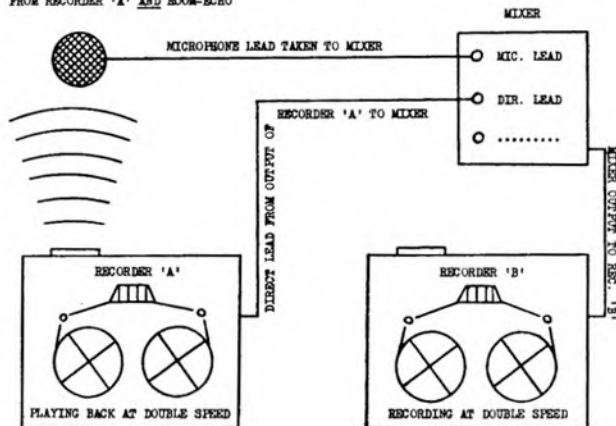 FROM RECORDER 'A' AND ROOM-ECHO
MIXER
MICROPHONE LEAD TAKEN TO MIXER
MIC. LEAD
DIR. LEAD
..........
RECORDER 'A' TO MIXER
DIRECT LEAD FROM OUTPUT OF
MIXER OUTPUT TO REC. 'B'
RECORDER 'A'
PLAYING BACK AT DOUBLE SPEED
RECORDER 'B'
RECORDING AT DOUBLE SPEED